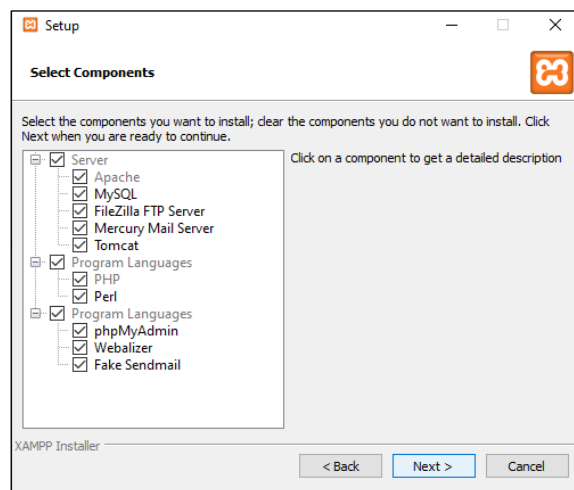 Setup
Select Components
Select the components you want to install; clear the components you do not want to install. Click
Next when you are ready to continue.
Server
Apache
MySQL
FileZilla FTP Server
Mercury Mail Server
Tomcat
Program Languages
PHP
Perl
Program Languages
phpMyAdmin
Webalizer
Fake Sendmail
Click on a component to get a detailed description
XAMPP Installer
< Back Next > Cancel